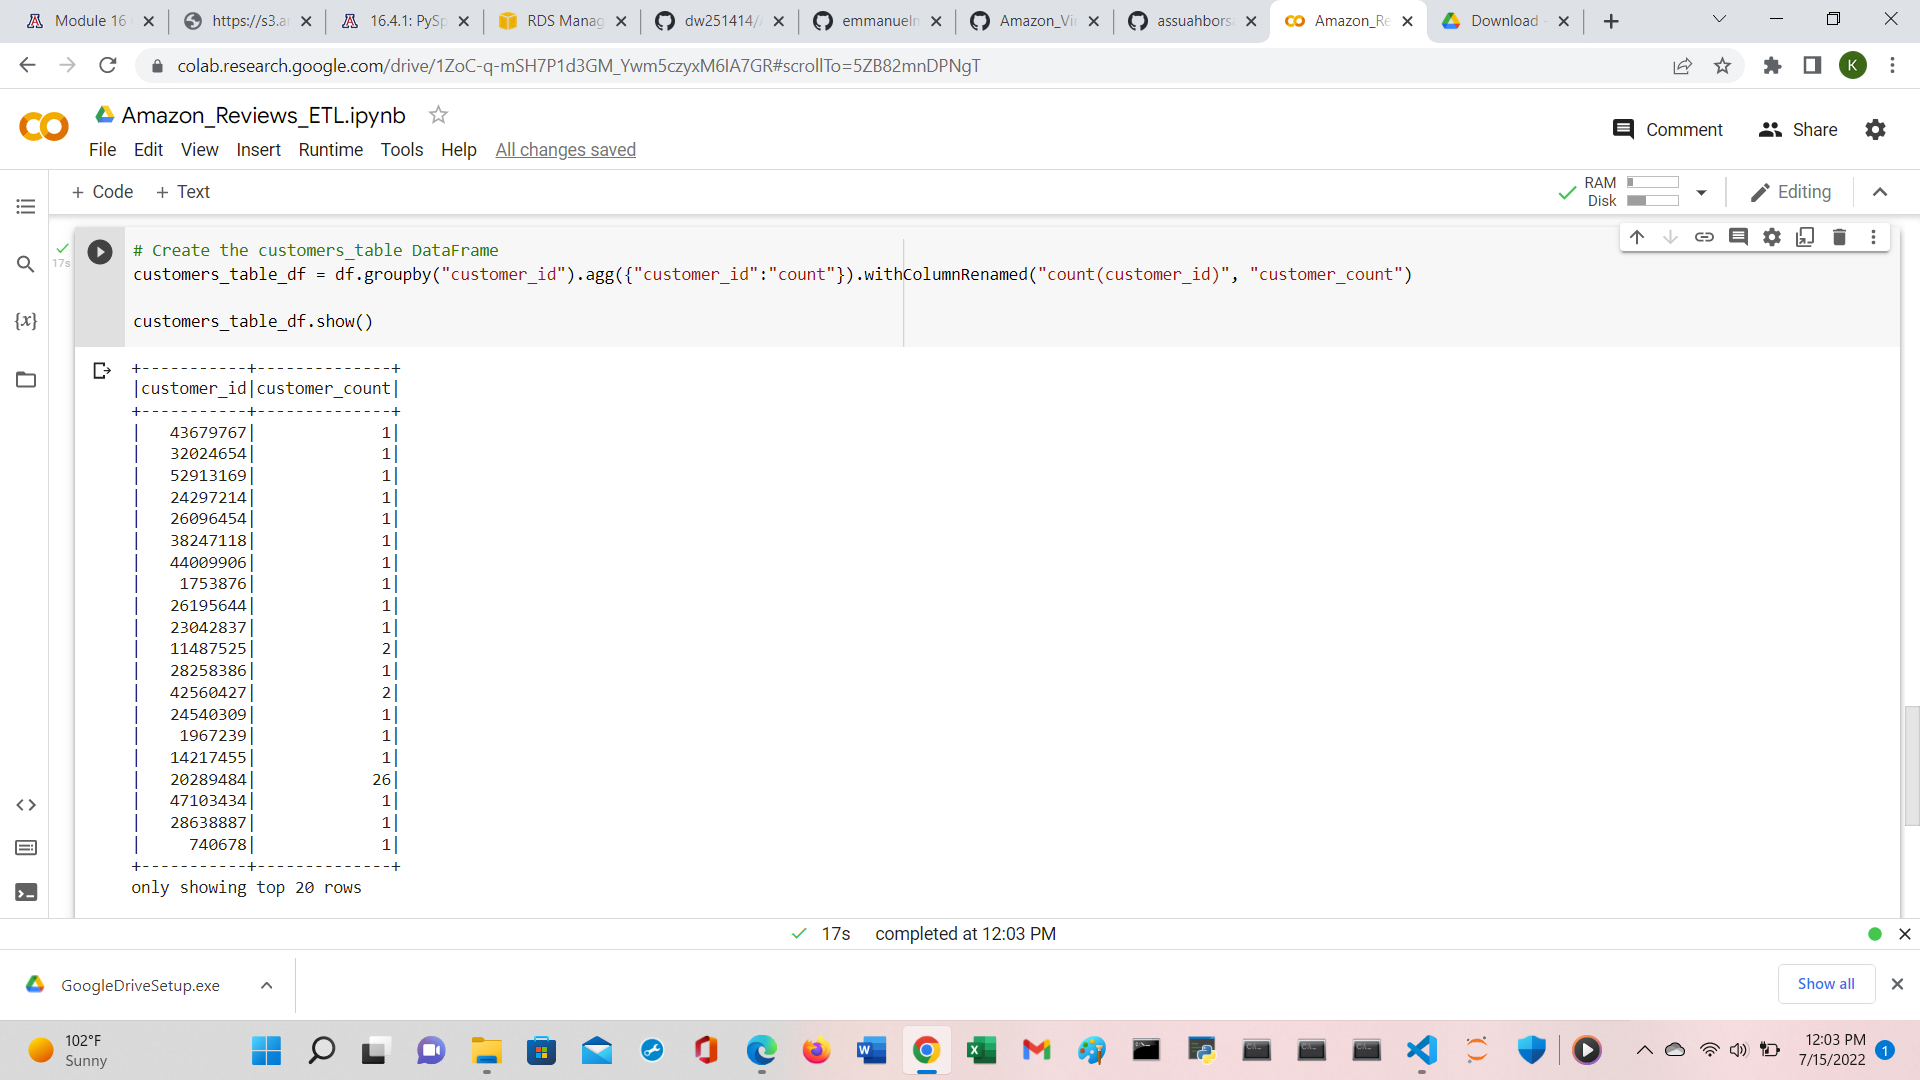 Module 16
https://s3.a
16.4.1: PySp
RDS Manag
dw251414/
emmanueln
Amazon_Vi
assuahbors
Amazon_Re
Download -
colab.research.google.com/drive/1ZoC-q-mSH7P1d3GM_Ywm5czyxM6IA7GR#scrollTo=5ZB82mnDPNgT
K
Amazon_Reviews_ETL.ipynb
Comment Share
File Edit View Insert Runtime Tools Help All changes saved
+ Code + Text
RAM
Disk
Editing
17s
# Create the customers_table DataFrame
customers_table_df = df.groupby("customer_id").agg({"customer_id":"count"}).withColumnRenamed("count(customer_id)", "customer_count")
customers_table_df.show()
+-----------+--------------+
|customer_id|customer_count|
+-----------+--------------+
|   43679767|             1|
|   32024654|             1|
|   52913169|             1|
|   24297214|             1|
|   26096454|             1|
|   38247118|             1|
|   44009906|             1|
|    1753876|             1|
|   26195644|             1|
|   23042837|             1|
|   11487525|             2|
|   28258386|             1|
|   42560427|             2|
|   24540309|             1|
|    1967239|             1|
|   14217455|             1|
|   20289484|            26|
|   47103434|             1|
|   28638887|             1|
|     740678|             1|
+-----------+--------------+
only showing top 20 rows
17s completed at 12:03 PM
GoogleDriveSetup.exe
Show all
102°F
Sunny
12:03 PM
7/15/2022
1